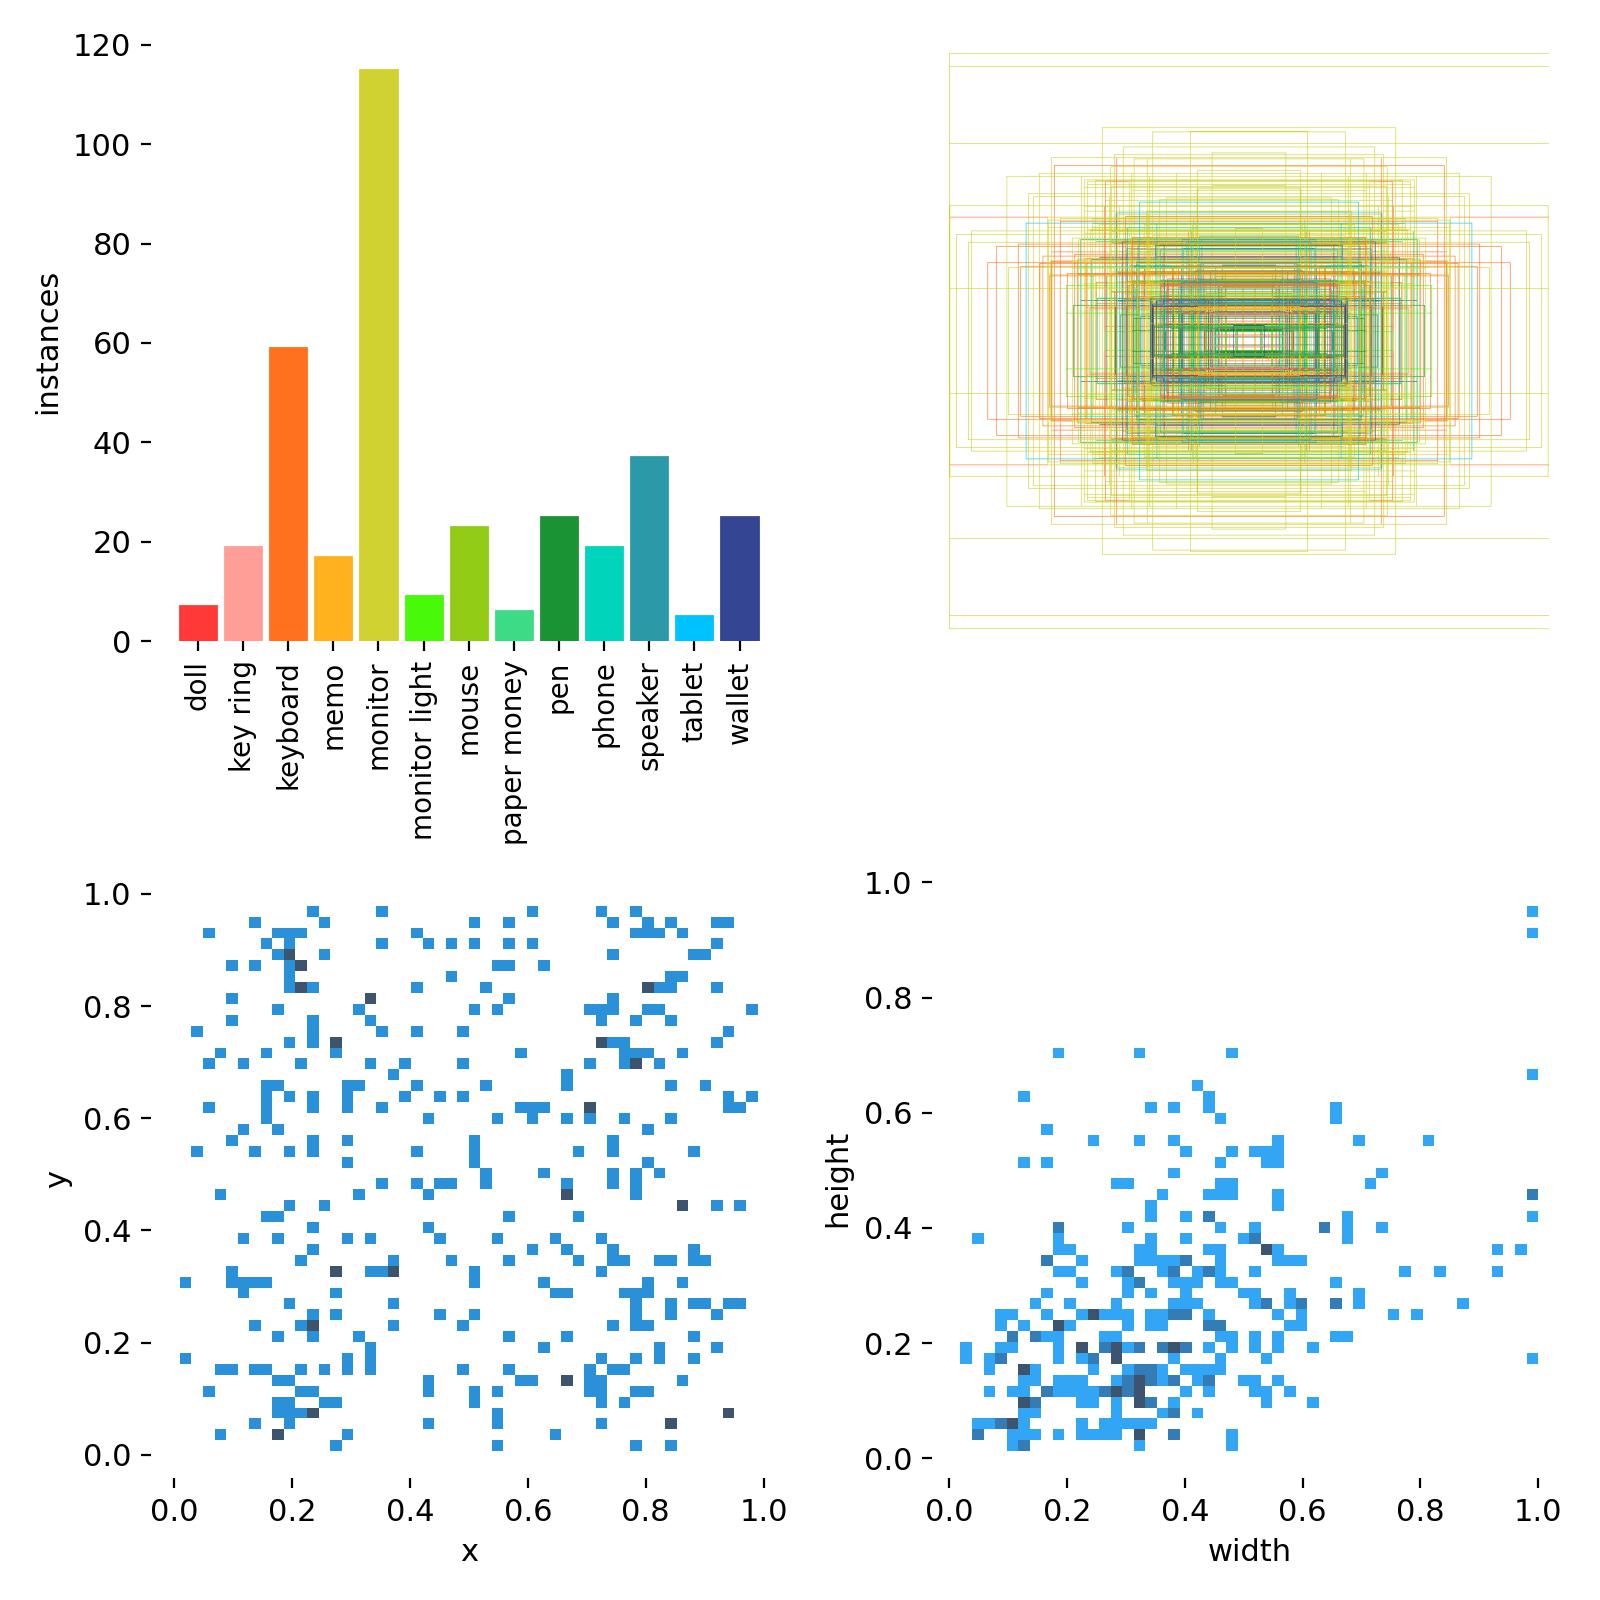 120
100
80
60
40
20
0
instances
doll
key ring
keyboard
memo
monitor
monitor light
mouse
paper money
pen
phone
speaker
tablet
wallet
1.0
0.8
0.6
0.4
0.2
0.0
y
0.0 0.2 0.4 0.6 0.8 1.0
x
1.0
0.8
0.6
0.4
0.2
0.0
height
0.0 0.2 0.4 0.6 0.8 1.0
width